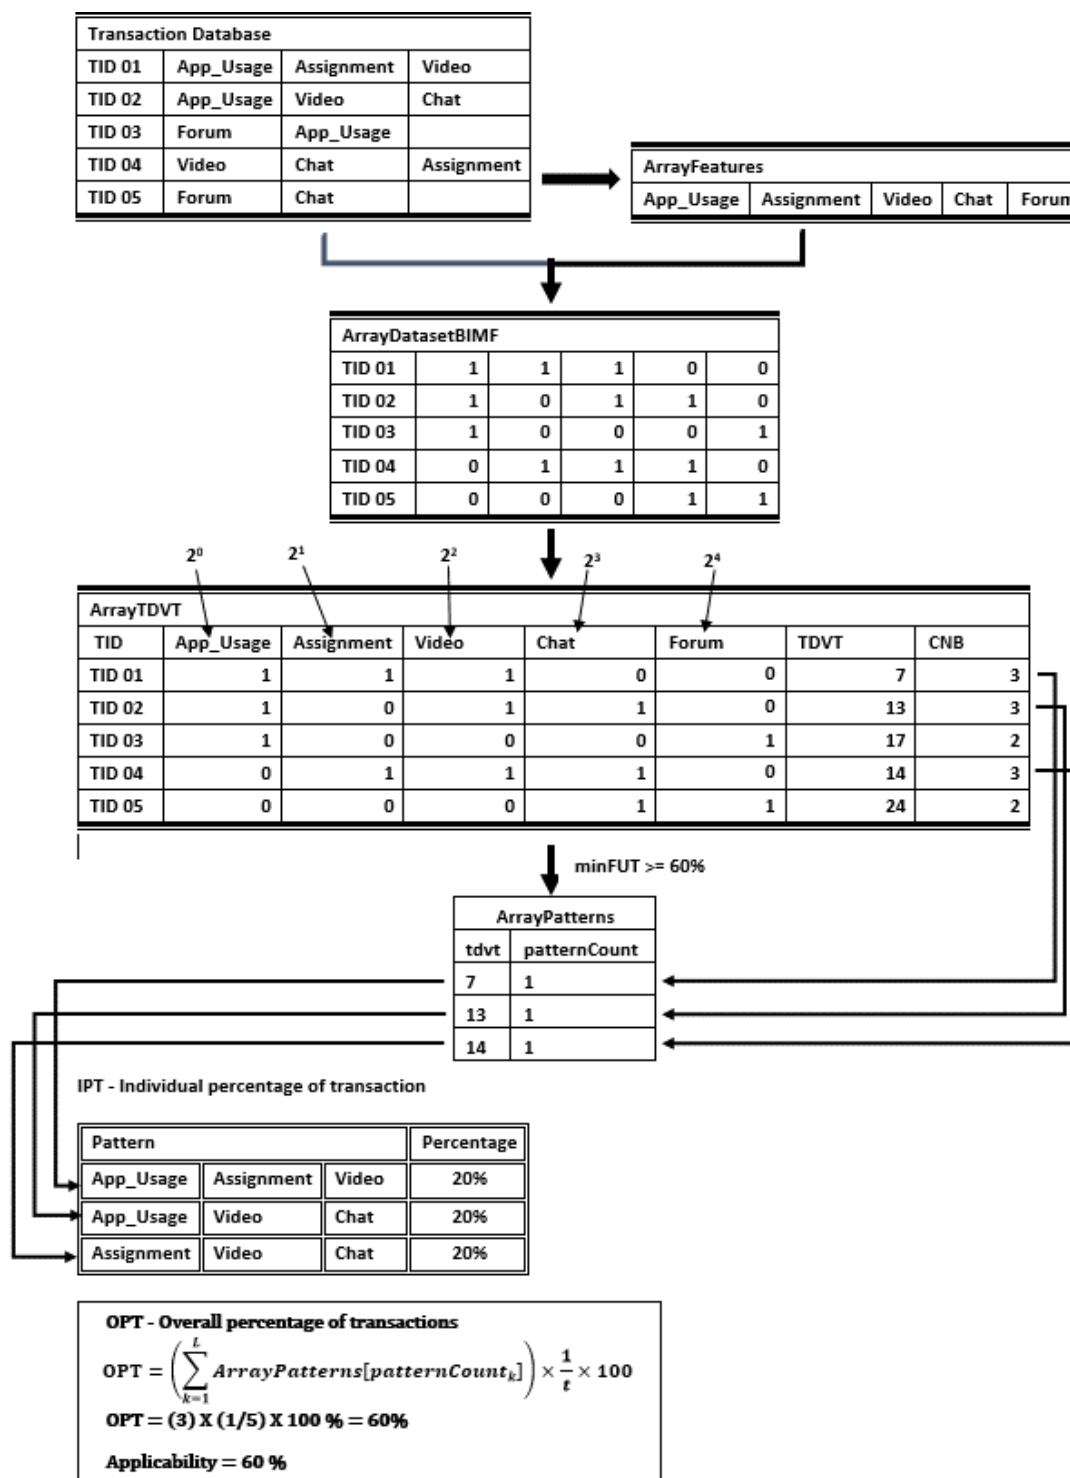 Transaction Database
TID 01 App_Usage Assignment Video
TID 02 App_Usage Video Chat
TID 03 Forum App_Usage
TID 04 Video Chat Assignment
TID 05 Forum Chat
ArrayFeatures
App_Usage Assignment Video Chat Forum
ArrayDatasetBIMF
TID 01 1 1 1 0 0
TID 02 1 0 1 1 0
TID 03 1 0 0 0 1
TID 04 0 1 1 1 0
TID 05 0 0 0 1 1
2⁰ 2¹ 2² 2³ 2⁴
ArrayTDVT
TID App_Usage Assignment Video Chat Forum TDVT CNB
TID 01 1 1 1 0 0 7 3
TID 02 1 0 1 1 0 13 3
TID 03 1 0 0 0 1 17 2
TID 04 0 1 1 1 0 14 3
TID 05 0 0 0 1 1 24 2
minFUT >= 60%
ArrayPatterns
tdvt patternCount
7 1
13 1
14 1
IPT - Individual percentage of transaction
Pattern Percentage
App_Usage Assignment Video 20%
App_Usage Video Chat 20%
Assignment Video Chat 20%
OPT - Overall percentage of transactions
OPT = (∑_{k=1}^{L} ArrayPatterns[patternCount_k]) × 1/t × 100
OPT = (3) X (1/5) X 100 % = 60%
Applicability = 60 %